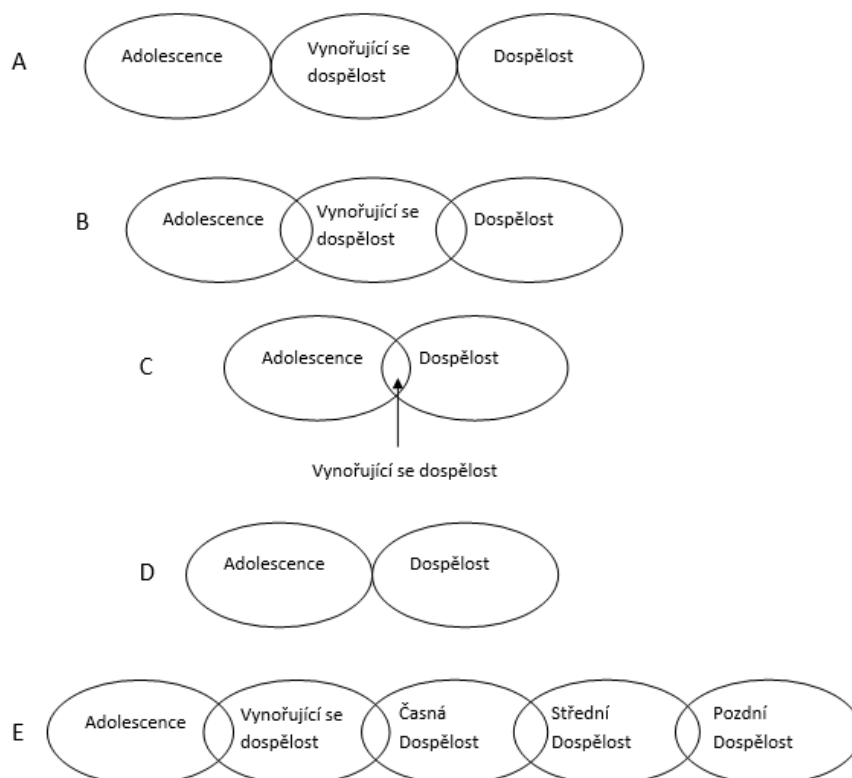 A
Adolescence
Vynořující se
dospělost
Dospělost
B
Adolescence
Vynořující se
dospělost
Dospělost
C
Adolescence
Dospělost
Vynořující se dospělost
D
Adolescence
Dospělost
E
Adolescence
Vynořující se
dospělost
Časná
Dospělost
Střední
Dospělost
Pozdní
Dospělost